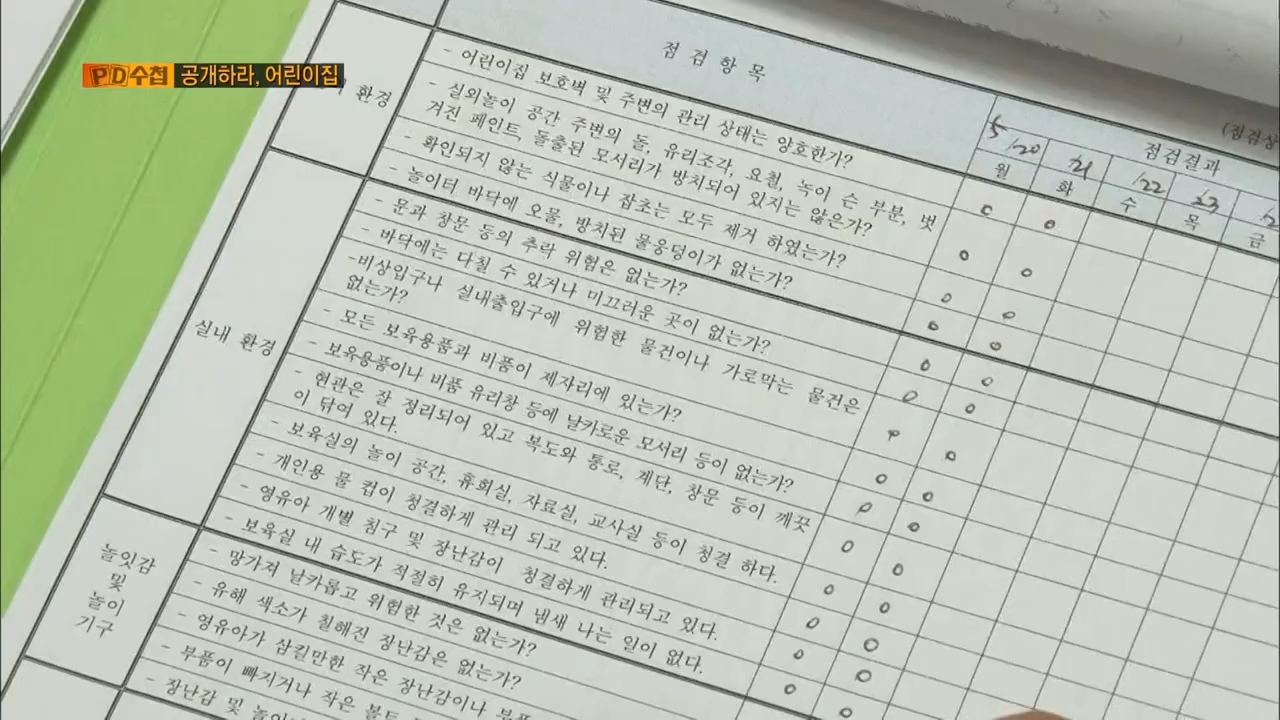 PD수첩 공개하라, 어린이집
점 검 항 목
(점검상
점검결과
5/20 /21 /22 /23
월 화 수 목 금
환경
- 어린이집 보호벽 및 주변의 관리 상태는 양호한가?
- 실외놀이 공간 주변의 돌, 유리조각, 요철, 녹이 슨 부분, 벗
겨진 페인트, 돌출된 모서리가 방치되어 있지는 않은가?
- 확인되지 않는 식물이나 잡초는 모두 제거 하였는가?
- 놀이터 바닥에 오물, 방치된 물웅덩이가 없는가?
실내 환경
- 문과 창문 등의 추락 위험은 없는가?
- 바닥에는 다칠 수 있거나 미끄러운 곳이 없는가?
-비상입구나 실내출입구에 위험한 물건이나 가로막는 물건은
없는가?
- 모든 보육용품과 비품이 제자리에 있는가?
- 보육용품이나 비품 유리창 등에 날카로운 모서리 등이 없는가?
- 현관은 잘 정리되어 있고 복도와 통로, 계단, 창문 등이 깨끗
이 닦여 있다.
- 보육실의 놀이 공간, 휴희실, 자료실, 교사실 등이 청결 하다.
- 개인용 물 컵이 청결하게 관리 되고 있다.
- 영유아 개별 침구 및 장난감이 청결하게 관리되고 있다.
- 보육실 내 습도가 적절히 유지되며 냄새 나는 일이 없다.
놀잇감
및
놀이
기구
- 망가져 날카롭고 위험한 것은 없는가?
- 유해 색소가 칠해진 장난감은 없는가?
- 영유아가 삼킬만한 작은 장난감이나 부품
- 부품이 빠지거나 작은 볼트
- 장난감 및